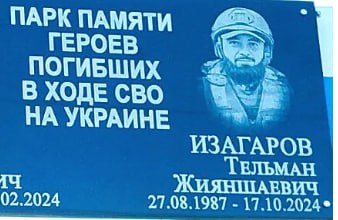 ПАРК ПАМЯТИ
ГЕРОЕВ
ПОГИБШИХ
В ХОДЕ СВО
НА УКРАИНЕ
ИЗАГАРОВ
ТЕЛЬМАН
ЖИЯНШАЕВИЧ
27.08.1987 - 17.10.2024
ИЧ
.02.2024